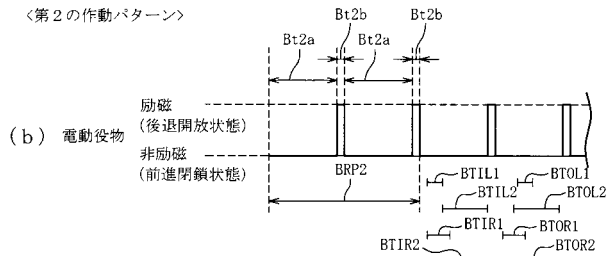 <第２の作動パターン>
Bt2b Bt2b
Bt2a Bt2a
励磁
(後退開放状態)
(b) 電動役物
非励磁
(前進閉鎖状態)
BRP2
BTIL1 BTOL1
BTIL2 BTOL2
BTIR1 BTOR1
BTIR2 BTOR2